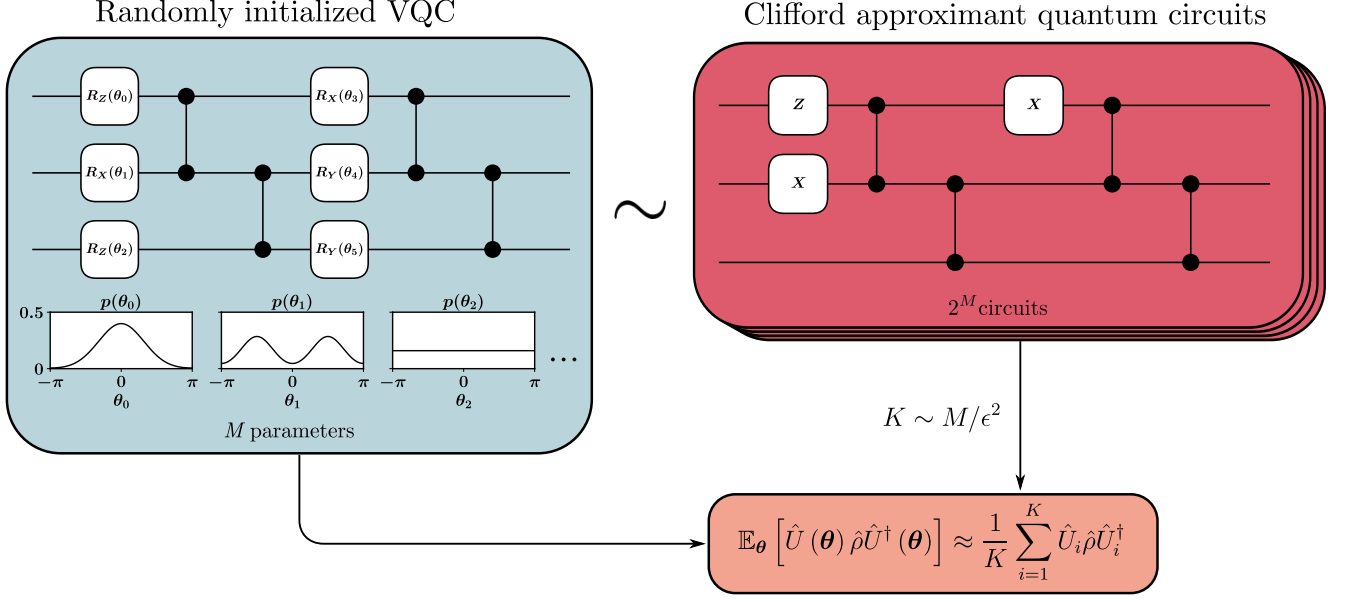 Randomly initialized VQC
R_Z(θ_0)
R_X(θ_3)
R_X(θ_1)
R_Y(θ_4)
R_Z(θ_2)
R_Y(θ_5)
p(θ_0)
p(θ_1)
p(θ_2)
0.5
0
−π 0 π
−π 0 π
−π 0 π
...
θ_0
θ_1
θ_2
M parameters
∼
Clifford approximant quantum circuits
Z
X
X
2^M circuits
K ∼ M/ϵ^2
𝔼_θ [Û (θ) ρ̂Û^† (θ)] ≈ 1/K ∑_{i=1}^{K} Û_i ρ̂Û_i^†